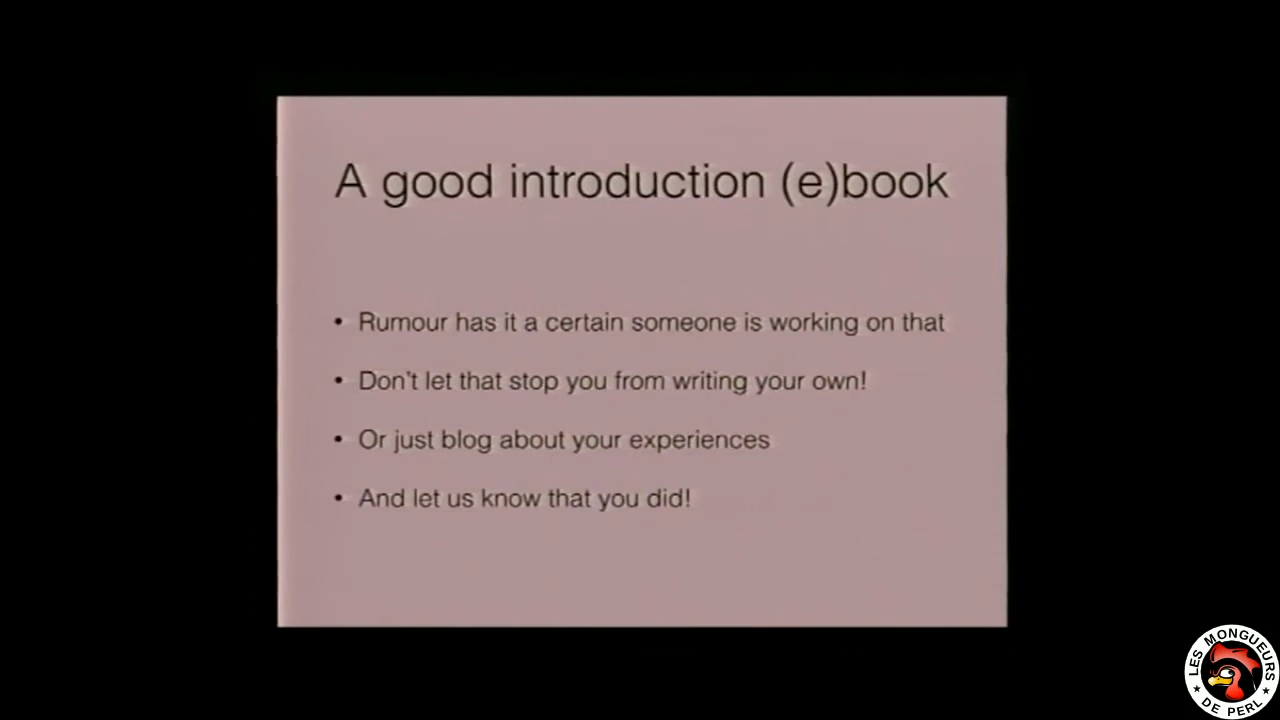 A good introduction (e)book
• Rumour has it a certain someone is working on that
• Don't let that stop you from writing your own!
• Or just blog about your experiences
• And let us know that you did!
LES MONGUEURS
DE PERL